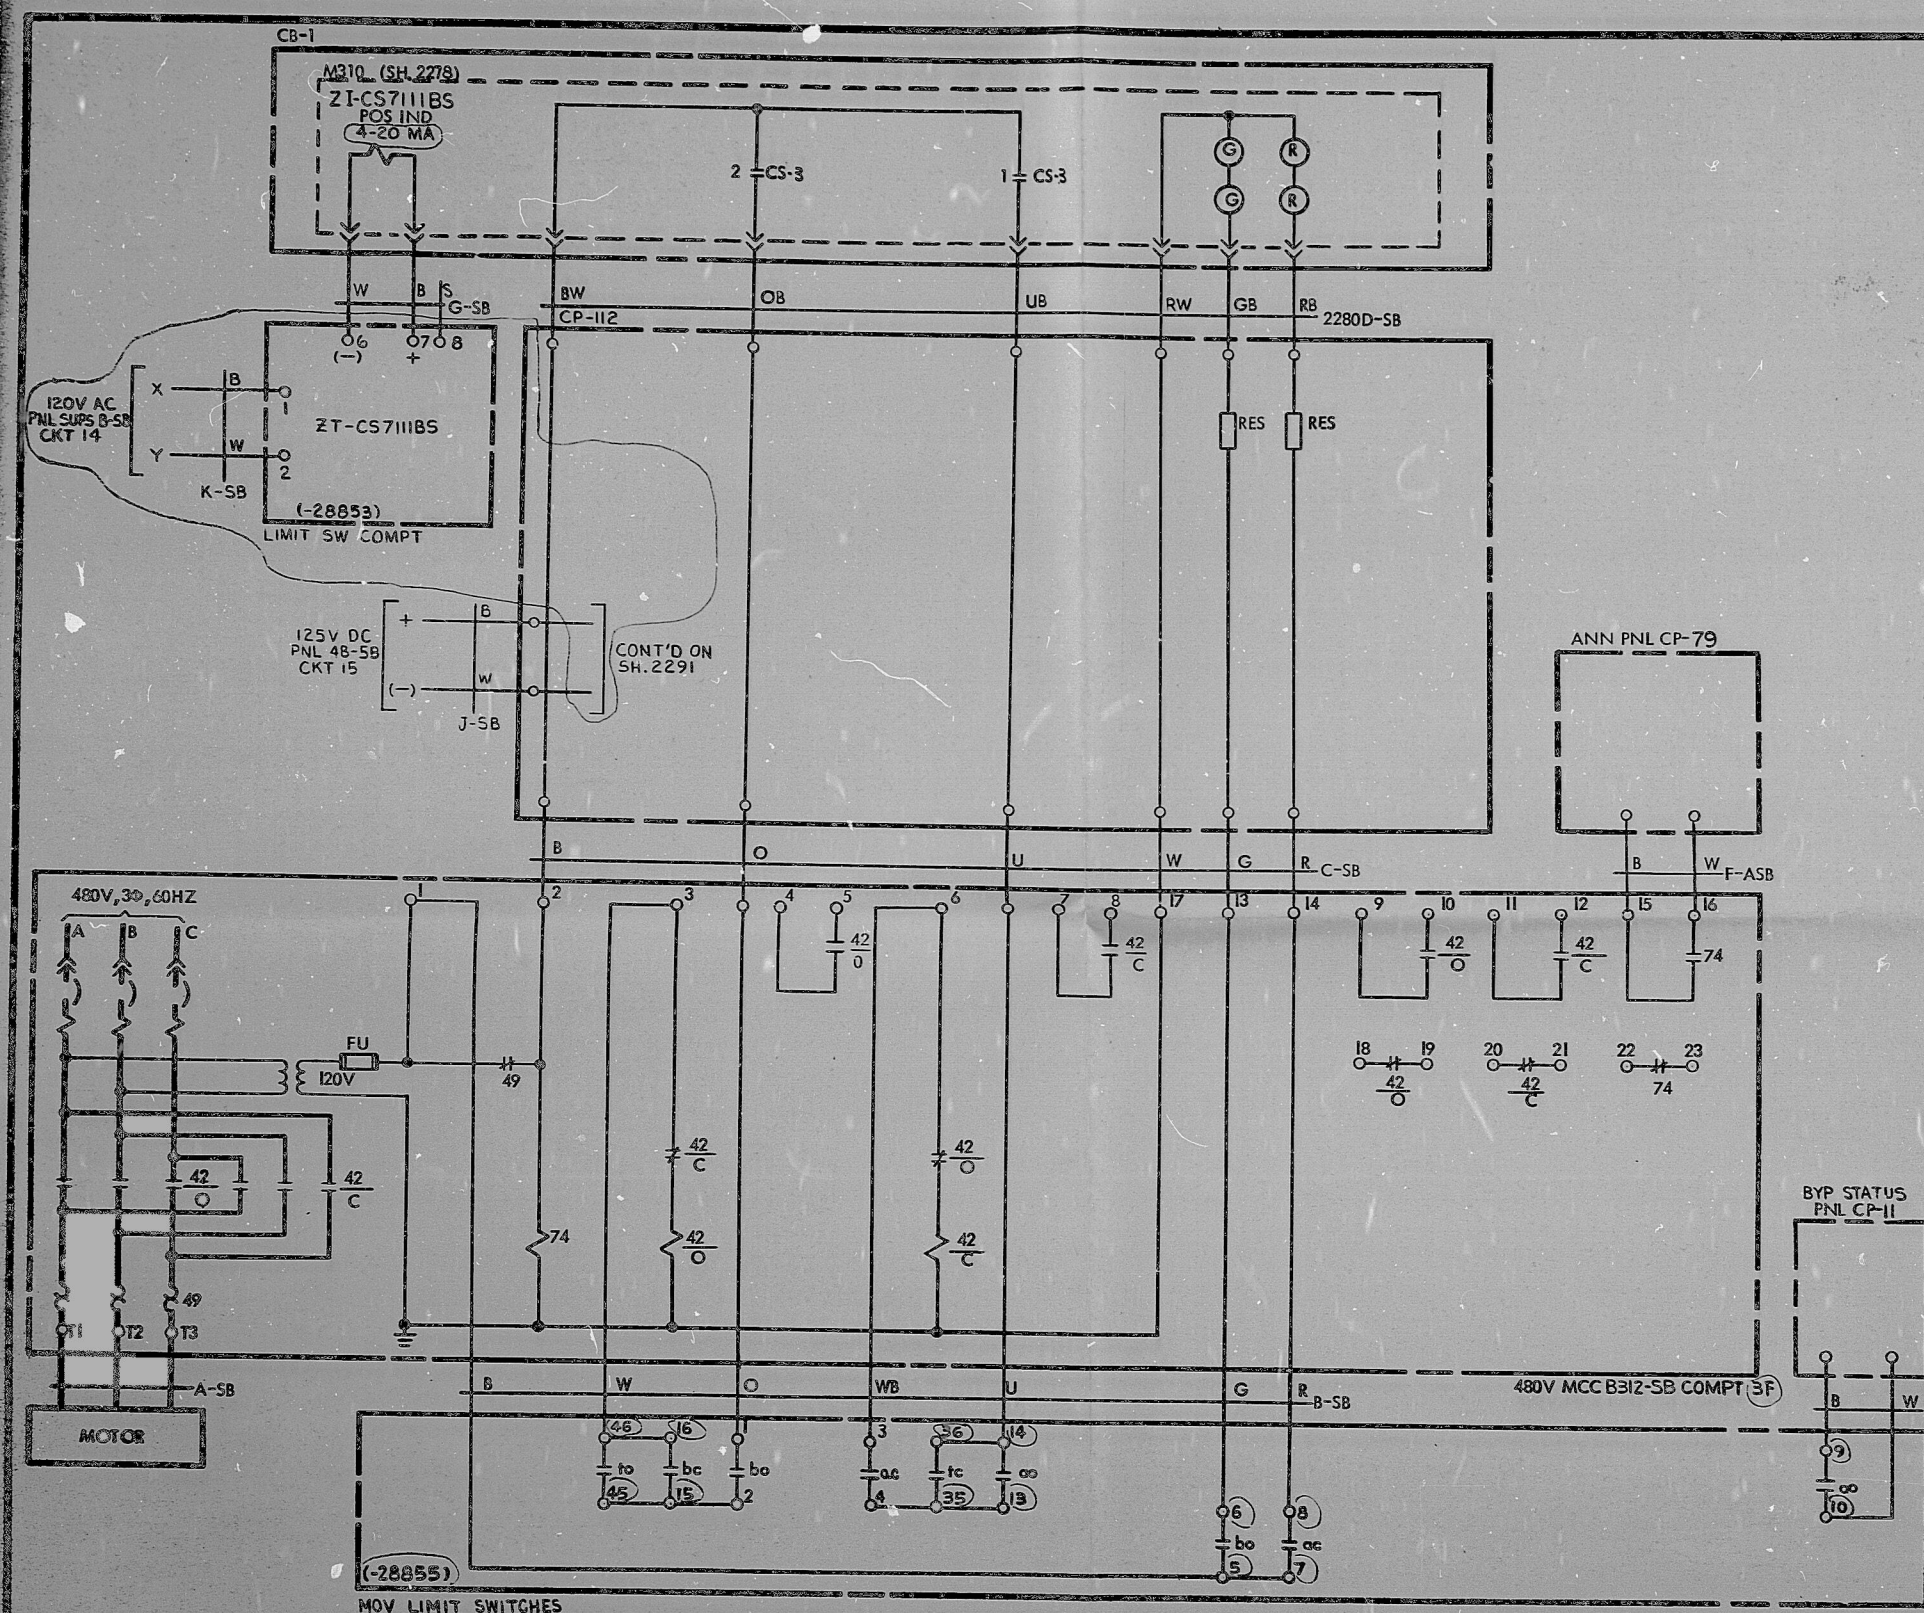 CB-1
M310 (SH. 2278)
ZI-CS7111BS
POS IND
4-20 MA
2 CS-3
1 CS-3
G R
G R
W B S
G-SB
BW OB UB RW GB RB
2280D-SB
CP-112
6 7 8
(-) +
X B 1
Y W 2
120V AC
PNL SUPS B-SB
CKT 14
K-SB
ZT-CS7111BS
(-28853)
LIMIT SW COMPT
RES RES
125V DC
PNL 4B-SB
CKT 15
+ B
(-) W
J-SB
CONT'D ON
SH. 2291
ANN PNL CP-79
B O U W G R
C-SB
B W
F-ASB
480V, 3Φ, 60HZ
A B C
1 2 3 4 5 6 7 8 17 13 14 9 10 11 12 15 16
42
O
42
C
42
O
42
C
74
FU
120V
49
18 19 20 21 22 23
42
O
42
C
74
42
C
42
O
42
O
42
C
74
42
O
42
C
49
T1 T2 T3
A-SB
MOTOR
BYP STATUS
PNL CP-11
480V MCC B312-SB COMPT 3F
B W O WB U G R
B-SB
B W
46 16 1 3 36 14
to bc bo ac tc ao
45 15 2 4 35 13
6 8
bo ac
5 7
9
ao
10
(-28855)
MOV LIMIT SWITCHES